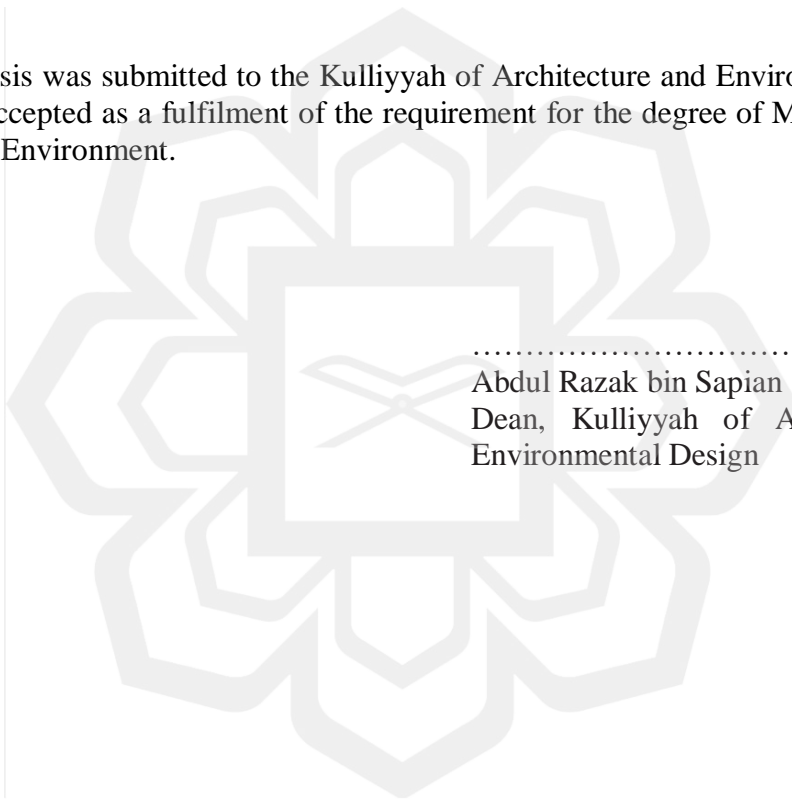 sis was submitted to the Kulliyyah of Architecture and Enviro
ccepted as a fulfilment of the requirement for the degree of M
Environment.
……………………………
Abdul Razak bin Sapian
Dean, Kulliyyah of A
Environmental Design